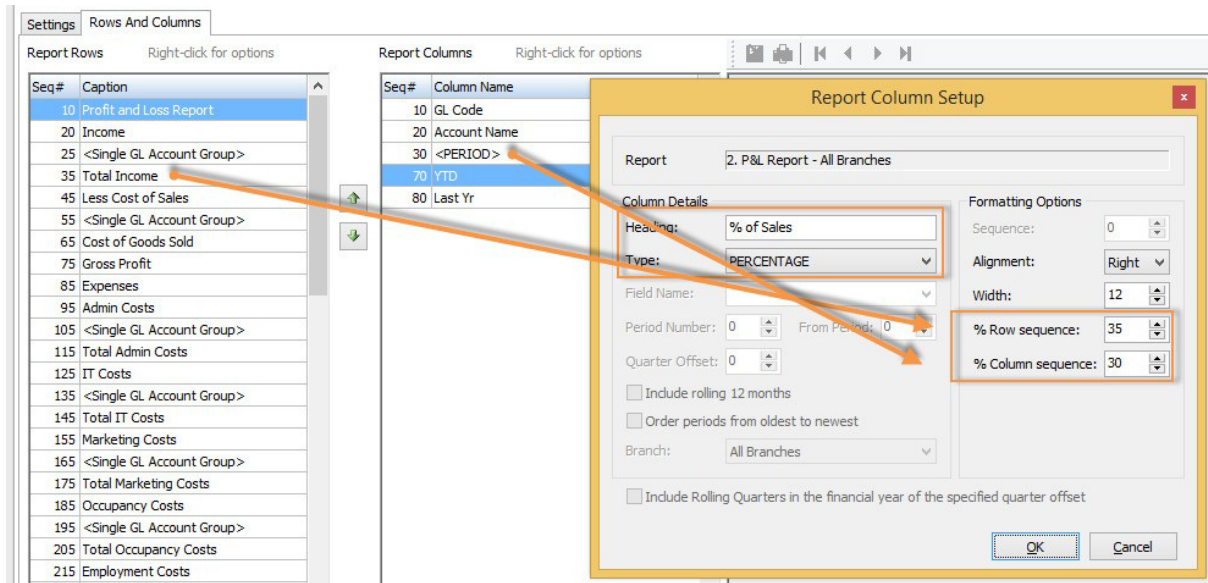 Settings Rows And Columns
Report Rows Right-click for options
Seq# Caption
10 Profit and Loss Report
20 Income
25 <Single GL Account Group>
35 Total Income
45 Less Cost of Sales
55 <Single GL Account Group>
65 Cost of Goods Sold
75 Gross Profit
85 Expenses
95 Admin Costs
105 <Single GL Account Group>
115 Total Admin Costs
125 IT Costs
135 <Single GL Account Group>
145 Total IT Costs
155 Marketing Costs
165 <Single GL Account Group>
175 Total Marketing Costs
185 Occupancy Costs
195 <Single GL Account Group>
205 Total Occupancy Costs
215 Employment Costs
Report Columns Right-click for options
Seq# Column Name
10 GL Code
20 Account Name
30 <PERIOD>
70 YTD
80 Last Yr
Report Column Setup
x
Report 2. P&L Report - All Branches
Column Details
Heading: % of Sales
Type: PERCENTAGE
Field Name:
Period Number: 0 From Period: 0
Quarter Offset: 0
Include rolling 12 months
Order periods from oldest to newest
Branch: All Branches
Formatting Options
Sequence: 0
Alignment: Right
Width: 12
% Row sequence: 35
% Column sequence: 30
Include Rolling Quarters in the financial year of the specified quarter offset
OK Cancel